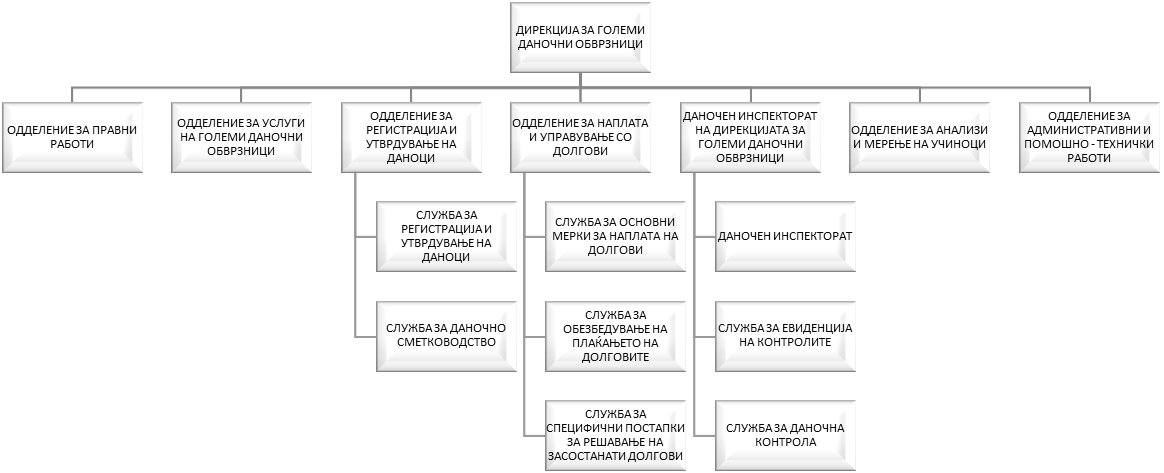 ДИРЕКЦИЈА ЗА ГОЛЕМИ
ДАНОЧНИ ОБВРЗНИЦИ
ОДДЕЛЕНИЕ ЗА ПРАВНИ
РАБОТИ
ОДДЕЛЕНИЕ ЗА УСЛУГИ
НА ГОЛЕМИ ДАНОЧНИ
ОБВРЗНИЦИ
ОДДЕЛЕНИЕ ЗА
РЕГИСТРАЦИЈА И
УТВРДУВАЊЕ НА
ДАНОЦИ
ОДДЕЛЕНИЕ ЗА НАПЛАТА
И УПРАВУВАЊЕ СО
ДОЛГОВИ
ДАНОЧЕН ИНСПЕКТОРАТ
НА ДИРЕКЦИЈАТА ЗА
ГОЛЕМИ ДАНОЧНИ
ОБВРЗНИЦИ
ОДДЕЛЕНИЕ ЗА АНАЛИЗИ
И МЕРЕЊЕ НА УЧИНОЦИ
ОДДЕЛЕНИЕ ЗА
АДМИНИСТРАТИВНИ И
ПОМОШНО - ТЕХНИЧКИ
РАБОТИ
СЛУЖБА ЗА
РЕГИСТРАЦИЈА И
УТВРДУВАЊЕ НА
ДАНОЦИ
СЛУЖБА ЗА ДАНОЧНО
СМЕТКОВОДСТВО
СЛУЖБА ЗА ОСНОВНИ
МЕРКИ ЗА НАПЛАТА НА
ДОЛГОВИ
СЛУЖБА ЗА
ОБЕЗБЕДУВАЊЕ НА
ПЛАЌАЊЕТО НА
ДОЛГОВИТЕ
СЛУЖБА ЗА
СПЕЦИФИЧНИ ПОСТАПКИ
ЗА РЕШАВАЊЕ НА
ЗАСОСТАНАТИ ДОЛГОВИ
ДАНОЧЕН ИНСПЕКТОРАТ
СЛУЖБА ЗА ЕВИДЕНЦИЈА
НА КОНТРОЛИТЕ
СЛУЖБА ЗА ДАНОЧНА
КОНТРОЛА